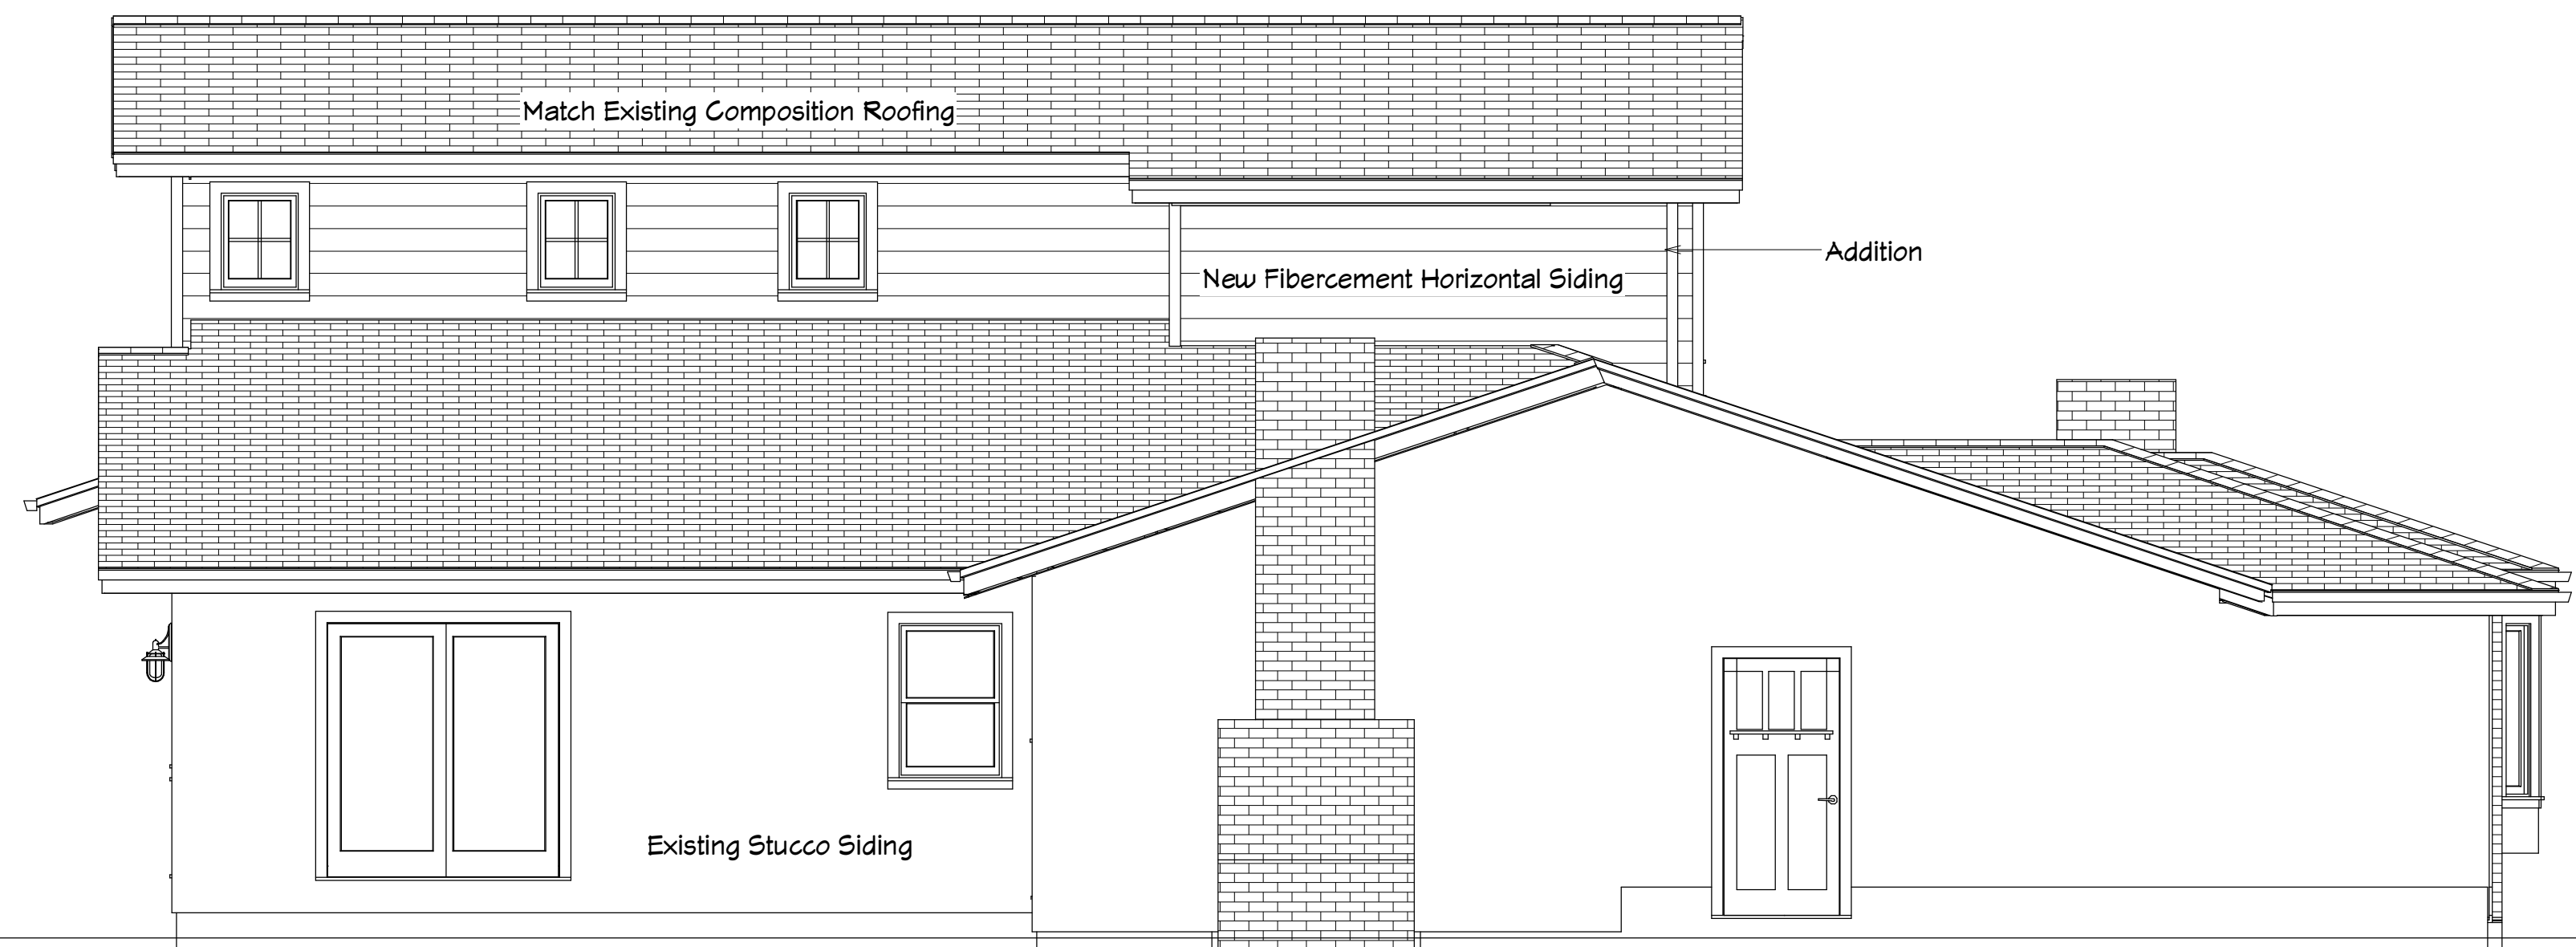 Match Existing Composition Roofing
Addition
New Fibercement Horizontal Siding
Existing Stucco Siding